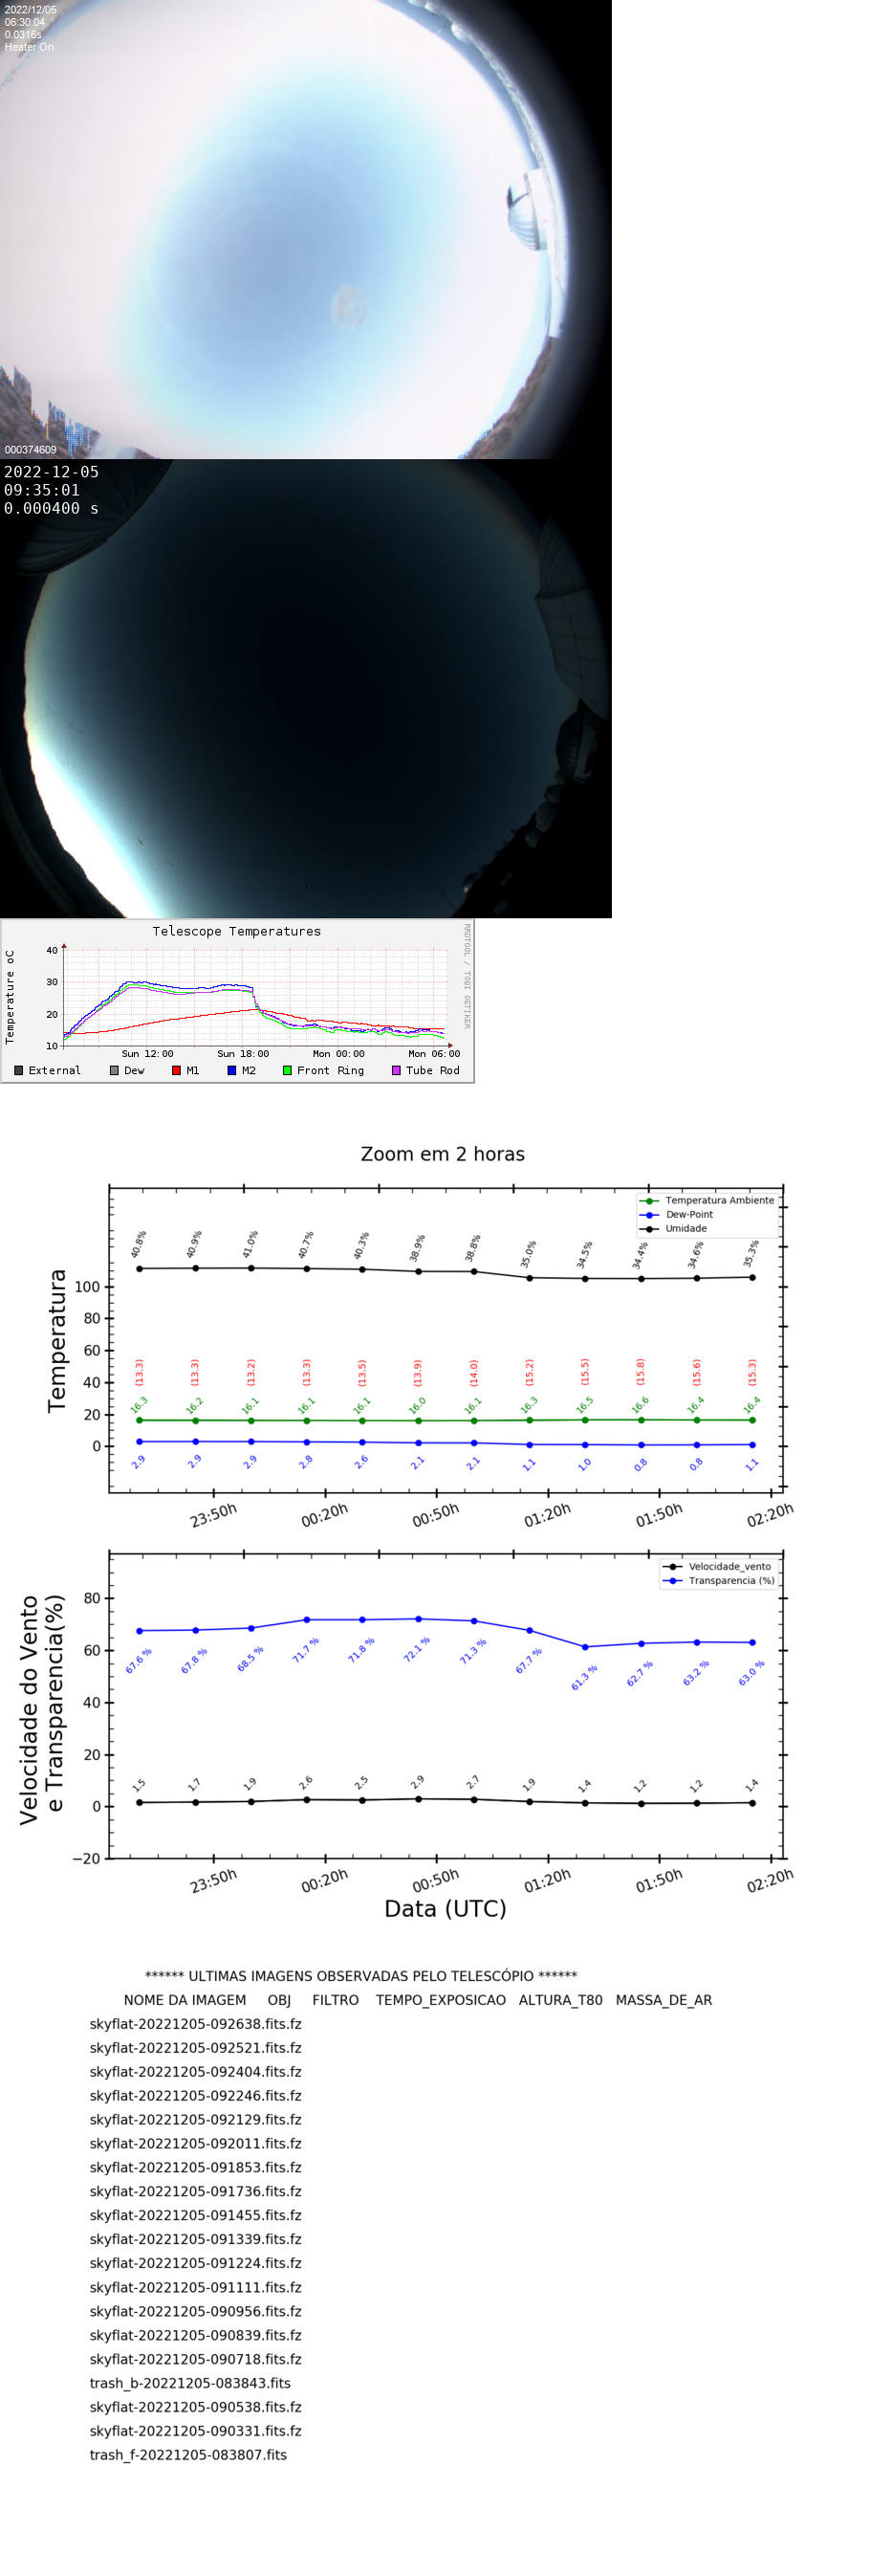 2022/12/05
06:30:04
0.0316s
Heater On
000374609
2022-12-05
09:35:01
0.000400 s
Telescope Temperatures
RRDTOOL / TOBI OETIKER
Temperature oC
40
30
20
10
Sun 12:00 Sun 18:00 Mon 00:00 Mon 06:00
External Dew M1 M2 Front Ring Tube Rod
Zoom em 2 horas
Temperatura Ambiente
Dew-Point
Umidade
Temperatura
100
80
60
40
20
0
40.8% 40.9% 41.0% 40.7% 40.3% 38.9% 38.8% 35.0% 34.5% 34.4% 34.6% 35.3%
(13.3) (13.3) (13.2) (13.3) (13.5) (13.9) (14.0) (15.2) (15.5) (15.8) (15.6) (15.3)
16.3 16.2 16.1 16.1 16.1 16.0 16.1 16.3 16.5 16.6 16.4 16.4
2.9 2.9 2.9 2.8 2.6 2.1 2.1 1.1 1.0 0.8 0.8 1.1
23:50h 00:20h 00:50h 01:20h 01:50h 02:20h
Velocidade_vento
Transparencia (%)
Velocidade do Vento
e Transparencia(%)
80
60
40
20
0
−20
67.6 % 67.8 % 68.5 % 71.7 % 71.8 % 72.1 % 71.3 % 67.7 % 61.3 % 62.7 % 63.2 % 63.0 %
1.5 1.7 1.9 2.6 2.5 2.9 2.7 1.9 1.4 1.2 1.2 1.4
23:50h 00:20h 00:50h 01:20h 01:50h 02:20h
Data (UTC)
****** ULTIMAS IMAGENS OBSERVADAS PELO TELESCÓPIO ******
NOME DA IMAGEM OBJ FILTRO TEMPO_EXPOSICAO ALTURA_T80 MASSA_DE_AR
skyflat-20221205-092638.fits.fz
skyflat-20221205-092521.fits.fz
skyflat-20221205-092404.fits.fz
skyflat-20221205-092246.fits.fz
skyflat-20221205-092129.fits.fz
skyflat-20221205-092011.fits.fz
skyflat-20221205-091853.fits.fz
skyflat-20221205-091736.fits.fz
skyflat-20221205-091455.fits.fz
skyflat-20221205-091339.fits.fz
skyflat-20221205-091224.fits.fz
skyflat-20221205-091111.fits.fz
skyflat-20221205-090956.fits.fz
skyflat-20221205-090839.fits.fz
skyflat-20221205-090718.fits.fz
trash_b-20221205-083843.fits
skyflat-20221205-090538.fits.fz
skyflat-20221205-090331.fits.fz
trash_f-20221205-083807.fits